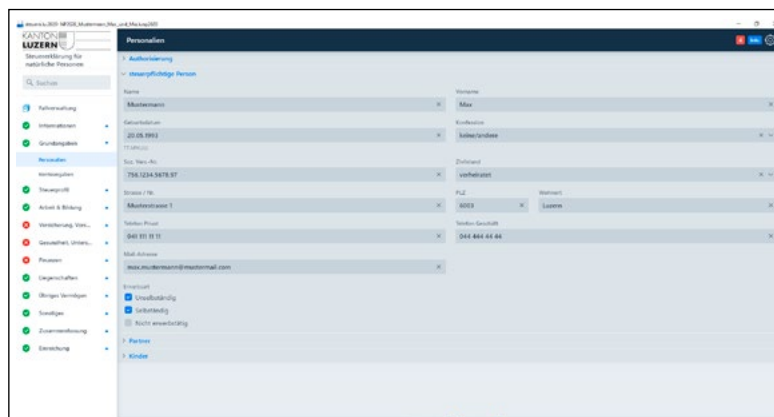 KANTON
LUZERN
Steuererklärung für
natürliche Personen
Suchen
Fallverwaltung
Informationen
Grundangaben
Personalien
Steuerprofil
Arbeit & Bildung
Versicherung, Vors...
Gesundheit, Unters...
Finanzen
Liegenschaften
Übriges Vermögen
Sonstiges
Zusammenfassung
Einreichung
Personalien
Info
Authorisierung
steuerpflichtige Person
Name
Mustermann
Vorname
Max
Geburtsdatum
20.05.1993
Konfession
keine/andere
Soz. Vers.-Nr.
756.1234.5678.97
Zivilstand
verheiratet
Strasse / Nr.
Musterstrasse 1
PLZ
6003
Wohnort
Luzern
Telefon Privat
041 111 11 11
Telefon Geschäft
044 444 44 44
Mail-Adresse
max.mustermann@mustermail.com
Erwerbsart
Unselbständig
Selbständig
Nicht erwerbstätig
Partner
Kinder